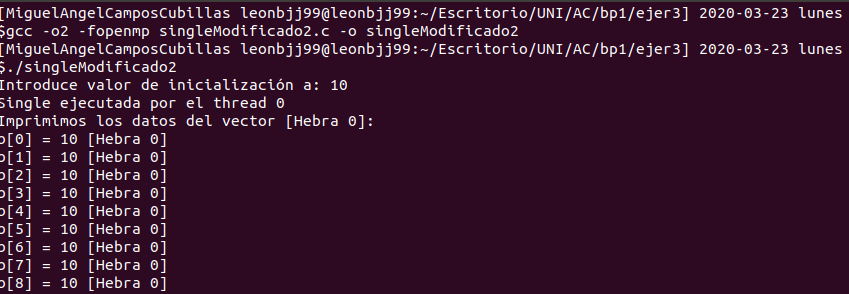 [MiguelAngelCamposCubillas leonbjj99@leonbjj99:~/Escritorio/UNI/AC/bp1/ejer3] 2020-03-23 lunes
$gcc -o2 -fopenmp singleModificado2.c -o singleModificado2
[MiguelAngelCamposCubillas leonbjj99@leonbjj99:~/Escritorio/UNI/AC/bp1/ejer3] 2020-03-23 lunes
$./singleModificado2
Introduce valor de inicialización a: 10
Single ejecutada por el thread 0
Imprimimos los datos del vector [Hebra 0]:
b[0] = 10 [Hebra 0]
b[1] = 10 [Hebra 0]
b[2] = 10 [Hebra 0]
b[3] = 10 [Hebra 0]
b[4] = 10 [Hebra 0]
b[5] = 10 [Hebra 0]
b[6] = 10 [Hebra 0]
b[7] = 10 [Hebra 0]
b[8] = 10 [Hebra 0]